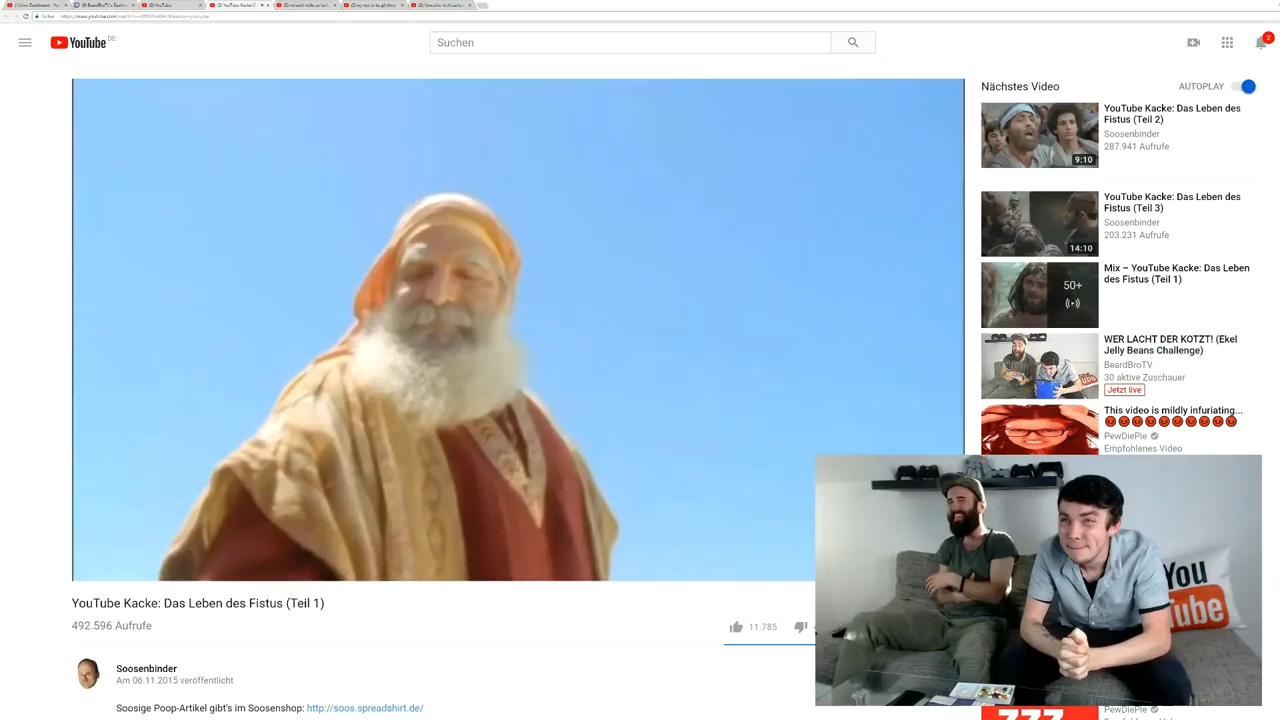 YouTube DE
Suchen
2
Nächstes Video
AUTOPLAY
YouTube Kacke: Das Leben des
Fistus (Teil 2)
Soosenbinder
287.941 Aufrufe
9:10
YouTube Kacke: Das Leben des
Fistus (Teil 3)
Soosenbinder
203.231 Aufrufe
14:10
Mix – YouTube Kacke: Das Leben
des Fistus (Teil 1)
50+
WER LACHT DER KOTZT! (Ekel
Jelly Beans Challenge)
BeardBroTV
30 aktive Zuschauer
Jetzt live
This video is mildly infuriating...
PewDiePie
Empfohlenes Video
You
Tube
YouTube Kacke: Das Leben des Fistus (Teil 1)
492.596 Aufrufe
11.785
Soosenbinder
Am 06.11.2015 veröffentlicht
Soosige Poop-Artikel gibt's im Soosenshop: http://soos.spreadshirt.de/
PewDiePie